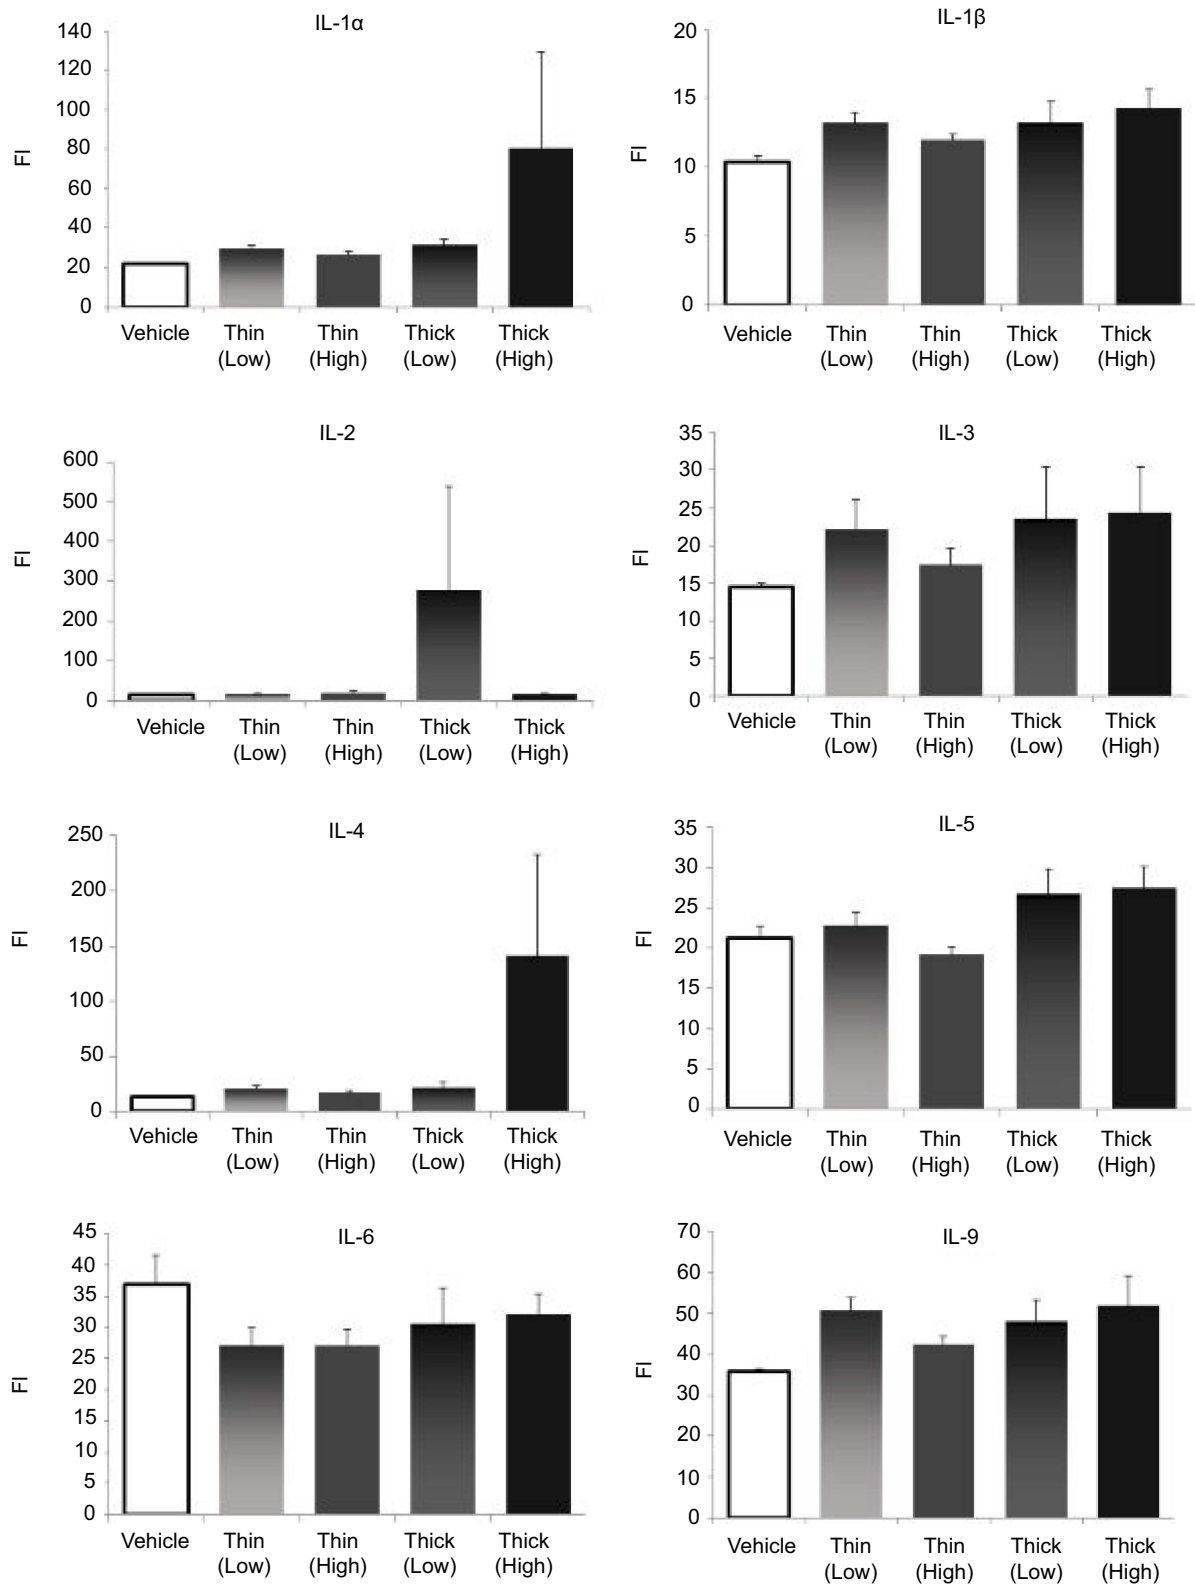 IL-1α
140
120
100
80
60
40
20
0
FI
Vehicle Thin Thin Thick Thick
(Low) (High) (Low) (High)
IL-1β
20
15
10
5
0
FI
Vehicle Thin Thin Thick Thick
(Low) (High) (Low) (High)
IL-2
600
500
400
300
200
100
0
FI
Vehicle Thin Thin Thick Thick
(Low) (High) (Low) (High)
IL-3
35
30
25
20
15
10
5
0
FI
Vehicle Thin Thin Thick Thick
(Low) (High) (Low) (High)
IL-4
250
200
150
100
50
0
FI
Vehicle Thin Thin Thick Thick
(Low) (High) (Low) (High)
IL-5
35
30
25
20
15
10
5
0
FI
Vehicle Thin Thin Thick Thick
(Low) (High) (Low) (High)
IL-6
45
40
35
30
25
20
15
10
5
0
FI
Vehicle Thin Thin Thick Thick
(Low) (High) (Low) (High)
IL-9
70
60
50
40
30
20
10
0
FI
Vehicle Thin Thin Thick Thick
(Low) (High) (Low) (High)